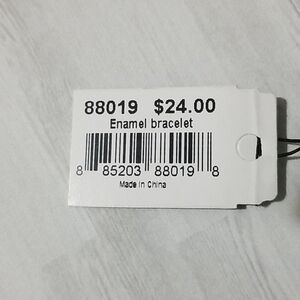 88019 $24.00
Enamel bracelet
8 85203 88019 8
Made in China